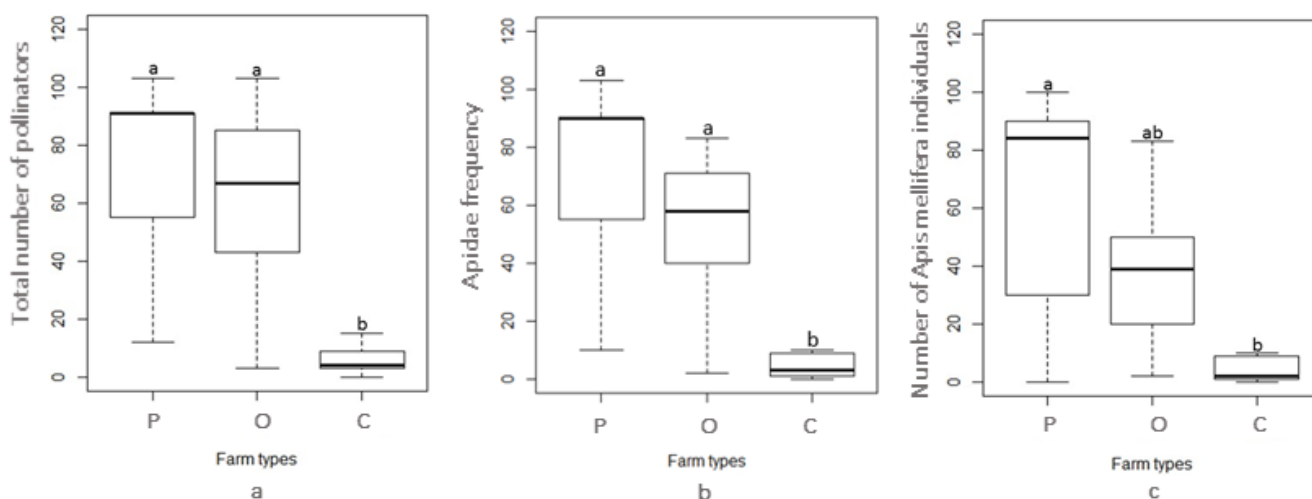 Total number of pollinators
120
100
80
60
40
20
0
a
a
b
P
O
C
Farm types
a
Apidae frequency
120
100
80
60
40
20
0
a
a
b
P
O
C
Farm types
b
Number of Apis mellifera individuals
120
100
80
60
40
20
0
a
ab
b
P
O
C
Farm types
c